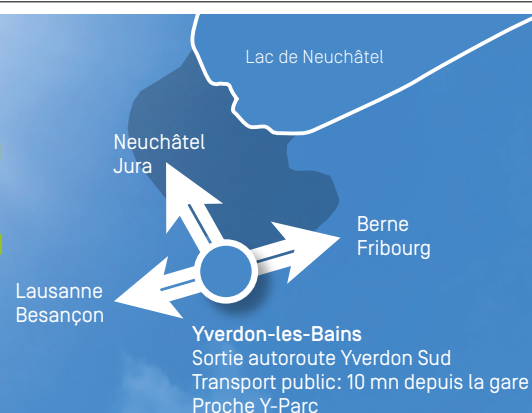 Lac de Neuchâtel
Neuchâtel
Jura
Berne
Fribourg
Lausanne
Besançon
Yverdon-les-Bains
Sortie autoroute Yverdon Sud
Transport public: 10 mn depuis la gare
Proche Y-Parc